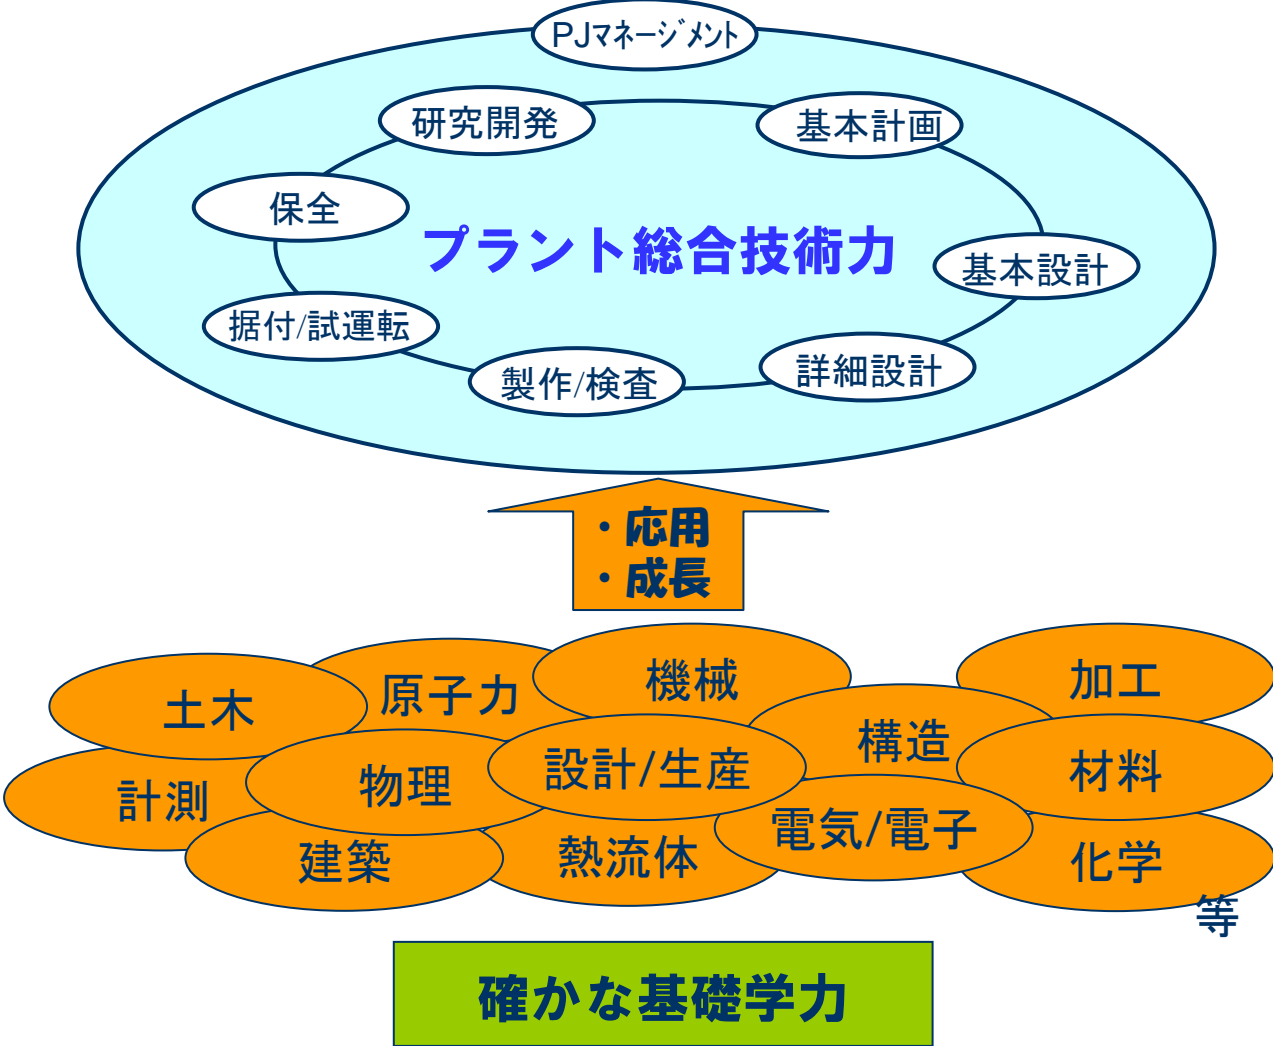 PJマネージメント
研究開発
基本計画
保全
プラント総合技術力
基本設計
据付/試運転
詳細設計
製作/検査
・応用
・成長
土木
原子力
機械
加工
構造
計測
物理
設計/生産
材料
建築
熱流体
電気/電子
化学
等
確かな基礎学力